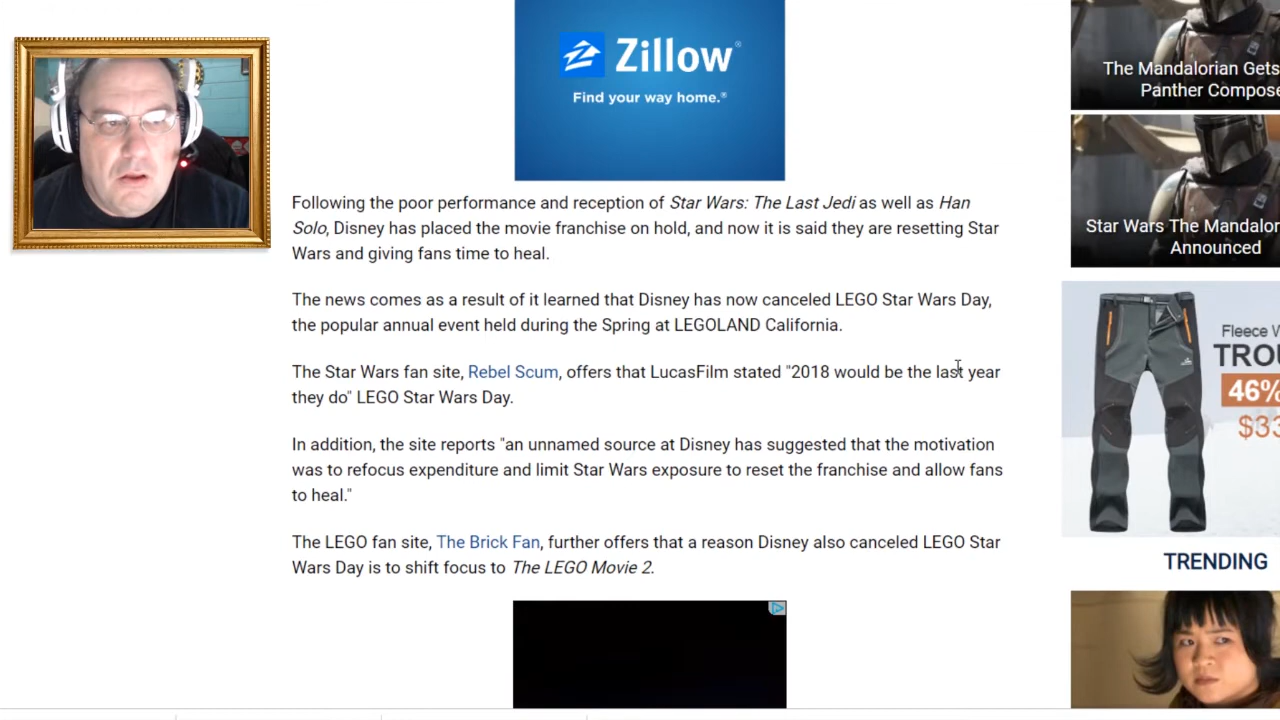 Zillow®
Find your way home.®
The Mandalorian Gets
Panther Compose
Star Wars The Mandalor
Announced
Following the poor performance and reception of Star Wars: The Last Jedi as well as Han
Solo, Disney has placed the movie franchise on hold, and now it is said they are resetting Star
Wars and giving fans time to heal.
The news comes as a result of it learned that Disney has now canceled LEGO Star Wars Day,
the popular annual event held during the Spring at LEGOLAND California.
The Star Wars fan site, Rebel Scum, offers that LucasFilm stated "2018 would be the last year
they do" LEGO Star Wars Day.
In addition, the site reports "an unnamed source at Disney has suggested that the motivation
was to refocus expenditure and limit Star Wars exposure to reset the franchise and allow fans
to heal."
The LEGO fan site, The Brick Fan, further offers that a reason Disney also canceled LEGO Star
Wars Day is to shift focus to The LEGO Movie 2.
Fleece W
TROU
46%
$33
TRENDING